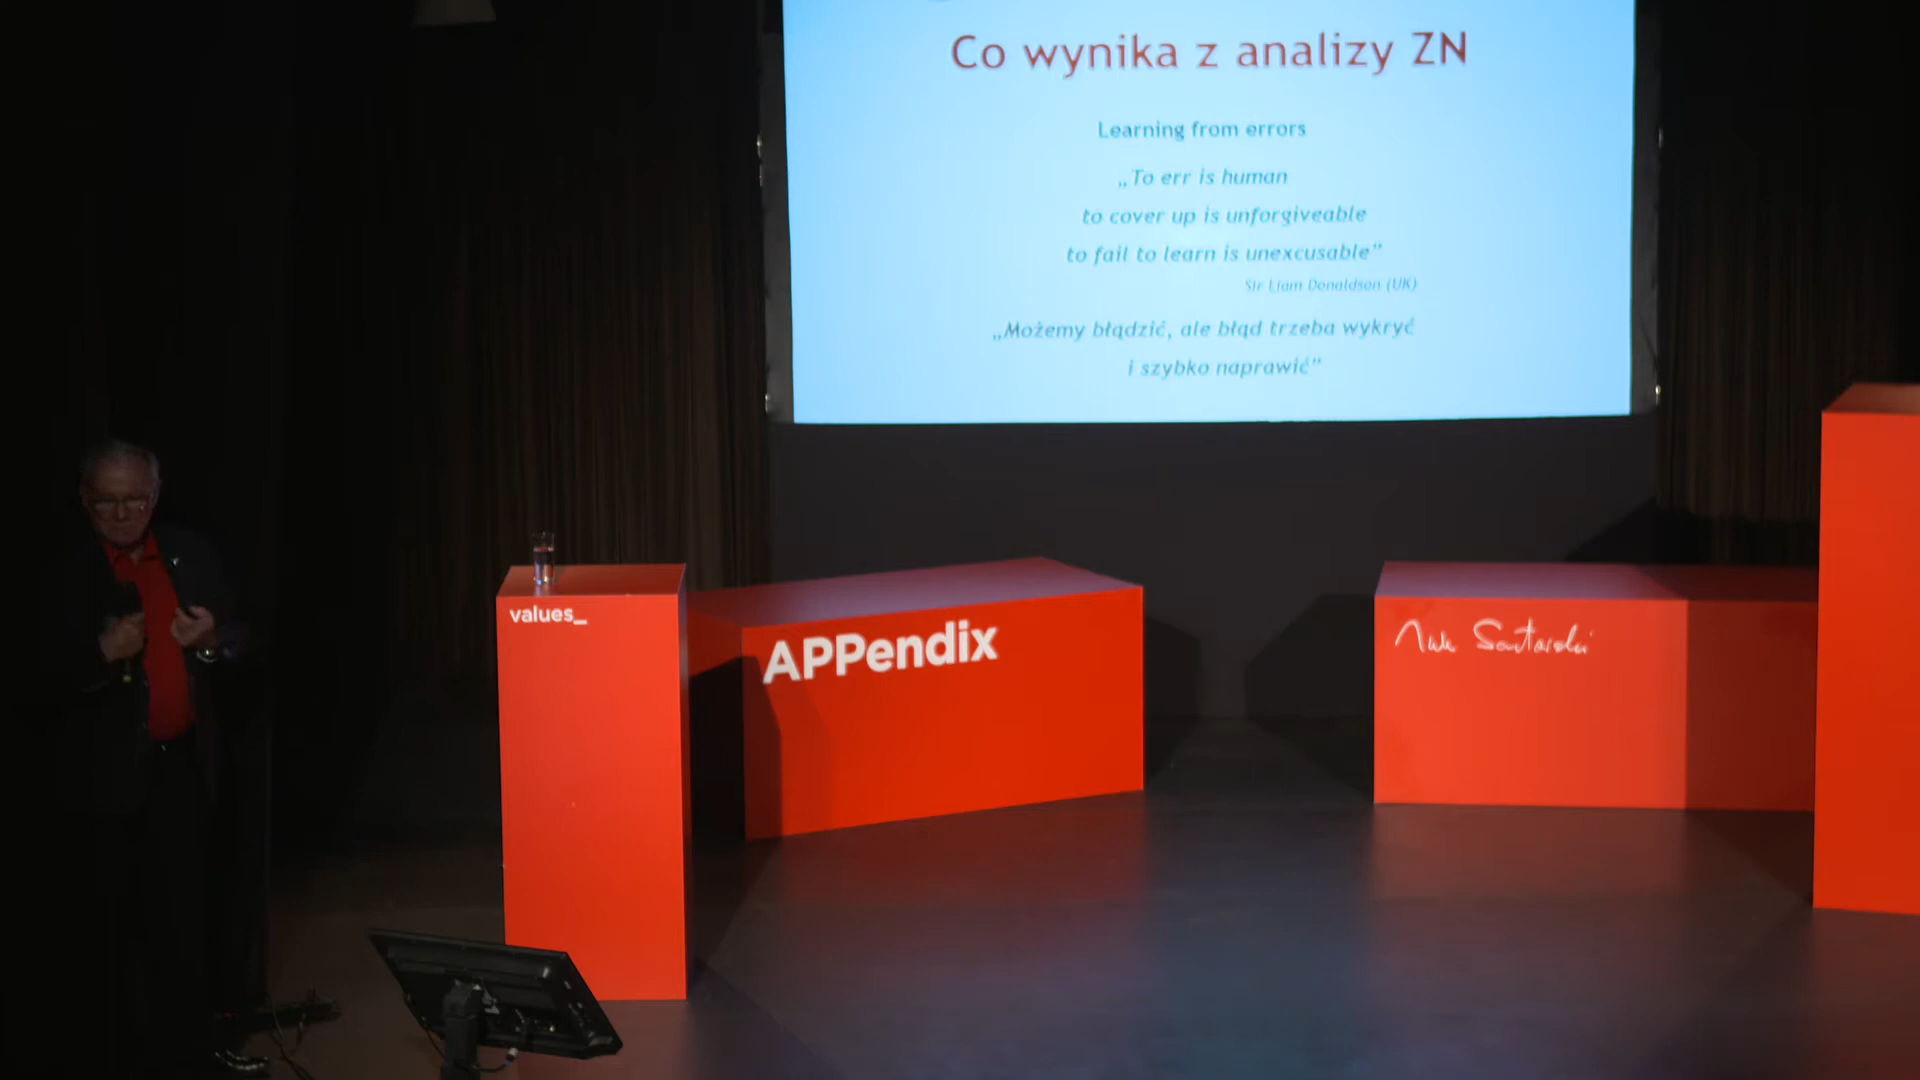 Co wynika z analizy ZN
Learning from errors
„To err is human
to cover up is unforgiveable
to fail to learn is unexcusable”
Sir Liam Donaldson (UK)
„Możemy błądzić, ale błąd trzeba wykryć
i szybko naprawić”
values_
APPendix